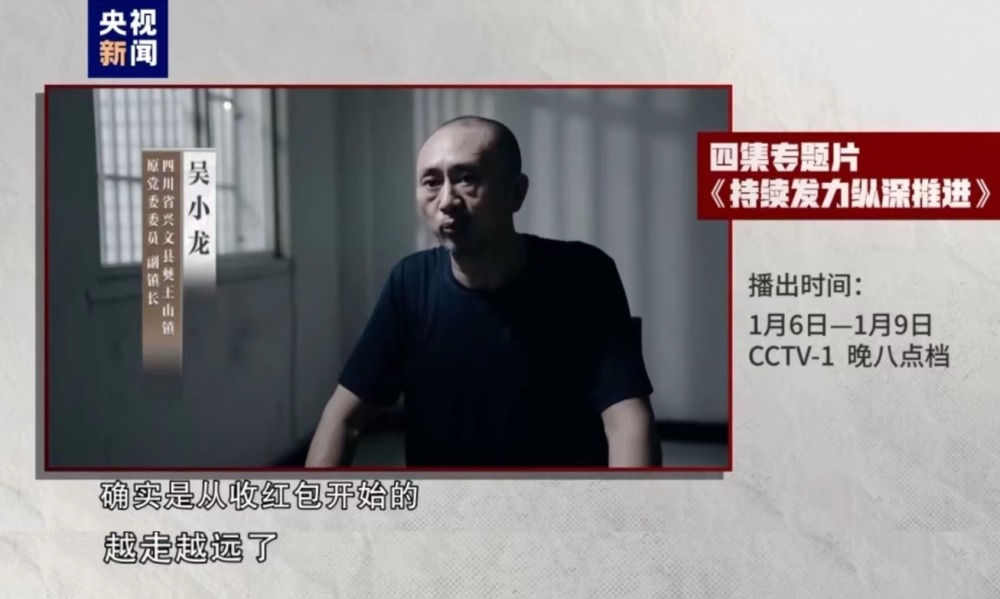 央视
新闻
吴小龙
四川省兴文县僰王山镇
原党委委员 副镇长
四集专题片
《持续发力纵深推进》
播出时间：
1月6日—1月9日
CCTV-1 晚八点档
确实是从收红包开始的
越走越远了